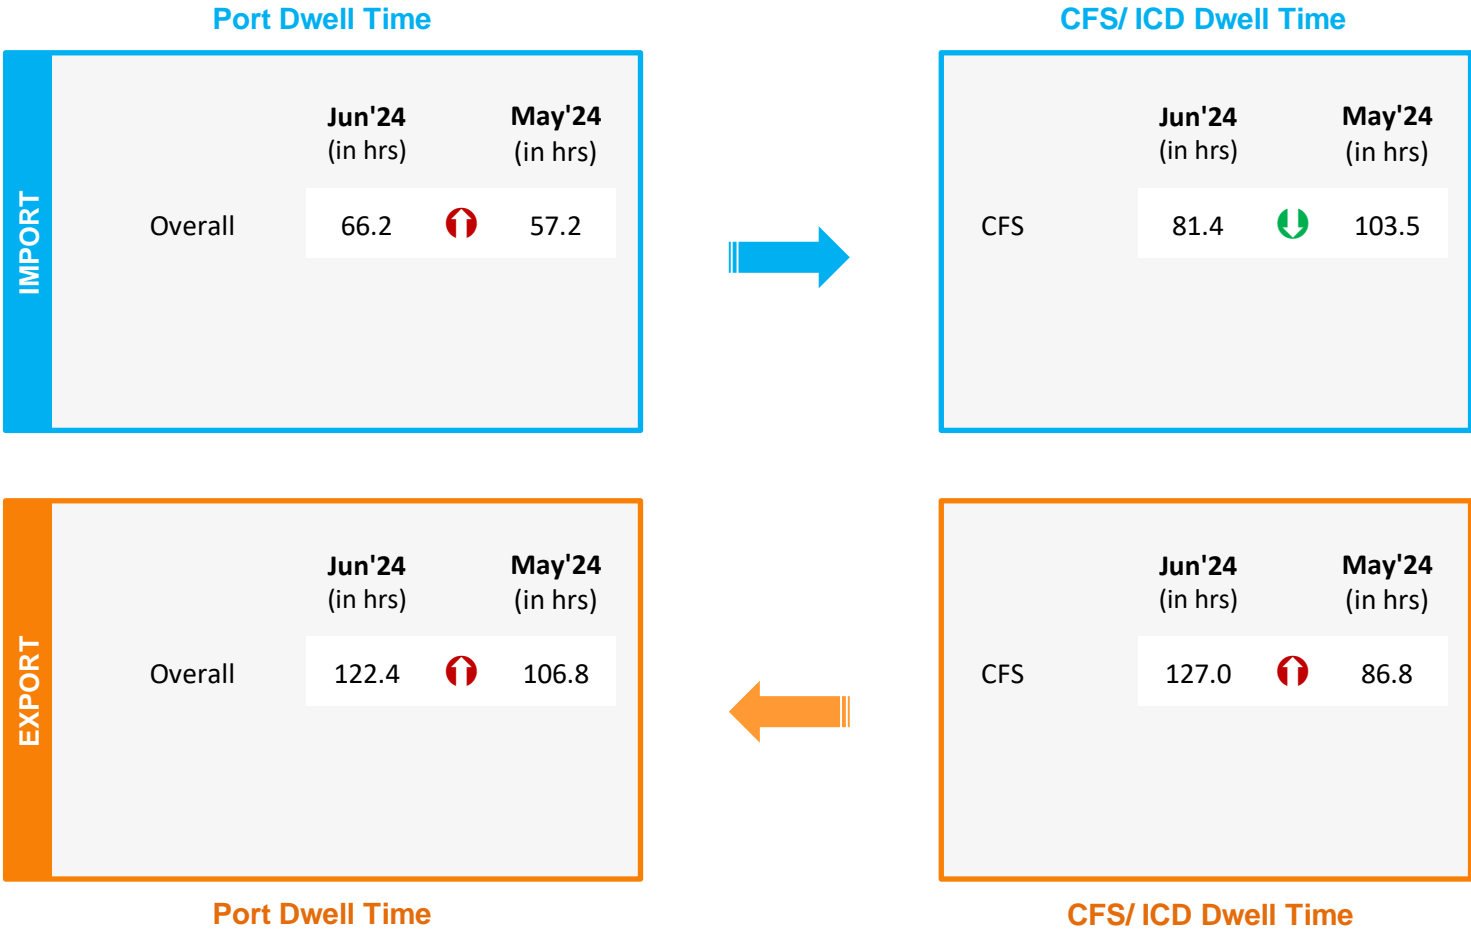 Port Dwell Time
CFS/ ICD Dwell Time
IMPORT
Jun'24 May'24
(in hrs) (in hrs)
Overall 66.2 57.2
Jun'24 May'24
(in hrs) (in hrs)
CFS 81.4 103.5
EXPORT
Jun'24 May'24
(in hrs) (in hrs)
Overall 122.4 106.8
Jun'24 May'24
(in hrs) (in hrs)
CFS 127.0 86.8
Port Dwell Time
CFS/ ICD Dwell Time